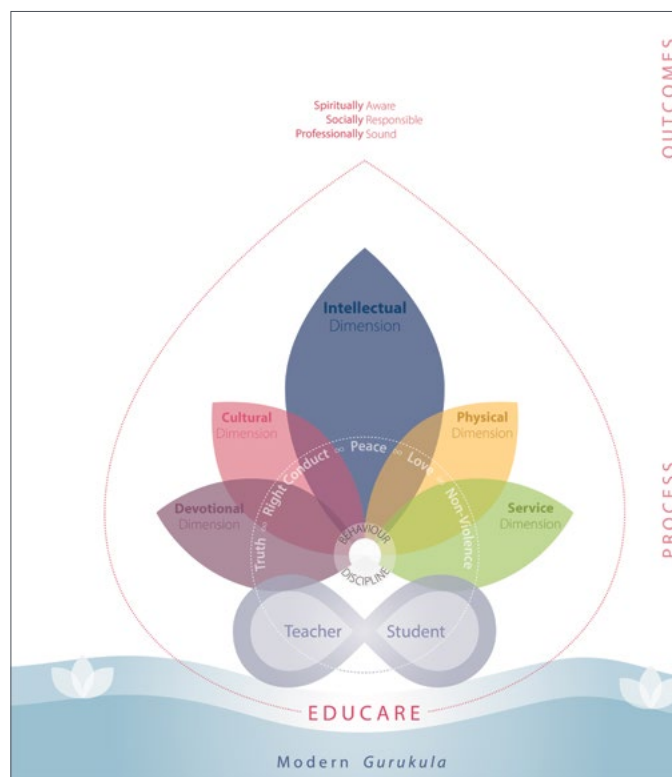 OUTCOMES
Spiritually Aware
Socially Responsible
Professionally Sound
Intellectual
Dimension
Cultural
Dimension
Physical
Dimension
Devotional
Dimension
Service
Dimension
Truth ∞ Right Conduct ∞ Peace ∞ Love ∞ Non-Violence
BEHAVIOUR
DISCIPLINE
PROCESS
Teacher Student
EDUCARE
Modern Gurukula